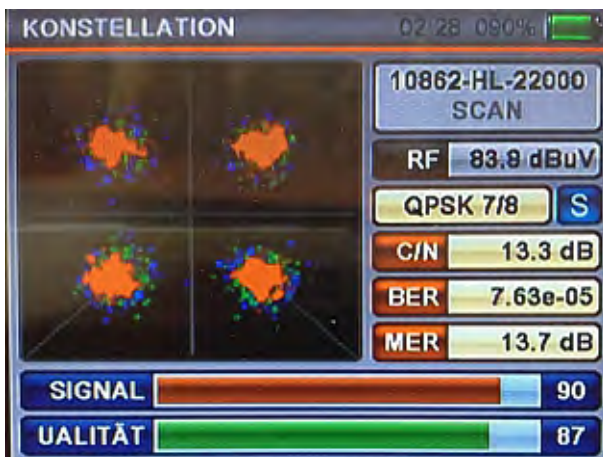 KONSTELLATION 02:28 090%
10862-HL-22000
SCAN
RF 83.8 dBuV
QPSK 7/8 S
C/N 13.3 dB
BER 7.63e-05
MER 13.7 dB
SIGNAL 90
UALITÄT 87